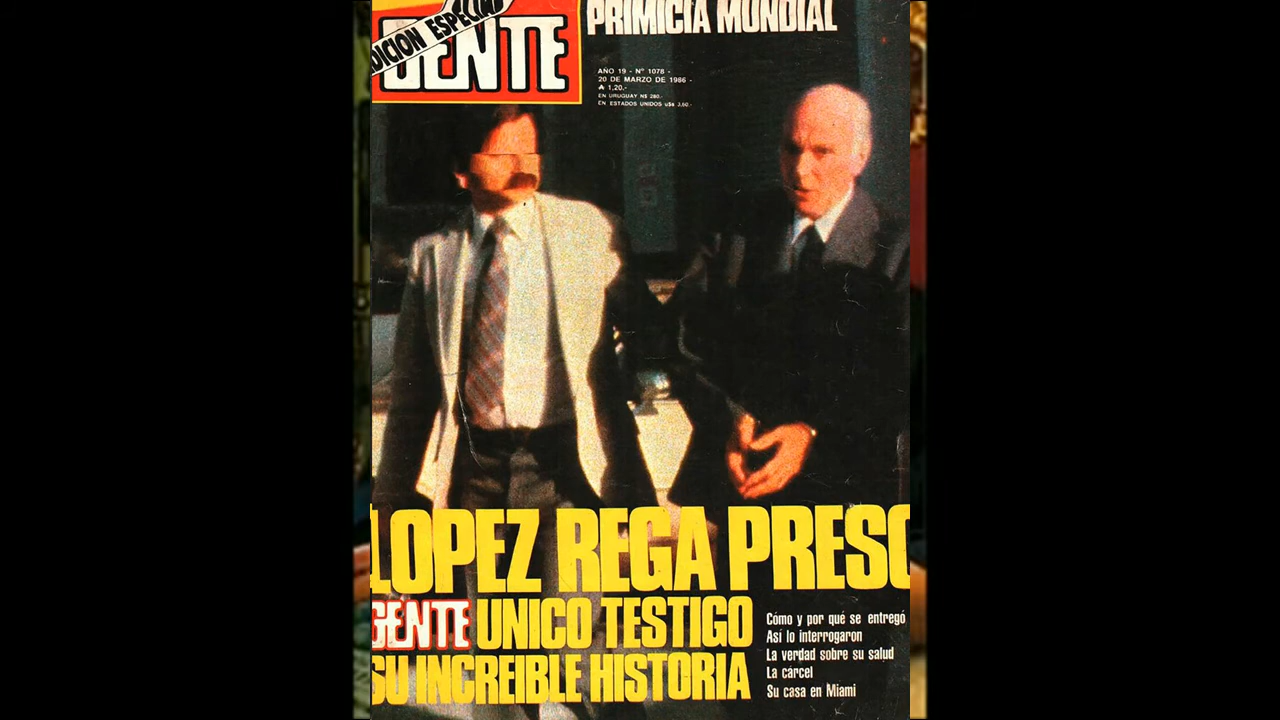 EDICION ESPECIAL
GENTE
PRIMICIA MUNDIAL
AÑO 19 - Nº 1078 -
20 DE MARZO DE 1986 -
₳ 1,20.-
EN URUGUAY N$ 280.-
EN ESTADOS UNIDOS u$s 3,60.-
LOPEZ REGA PRESO
GENTE UNICO TESTIGO
SU INCREIBLE HISTORIA
Cómo y por qué se entregó
Así lo interrogaron
La verdad sobre su salud
La cárcel
Su casa en Miami